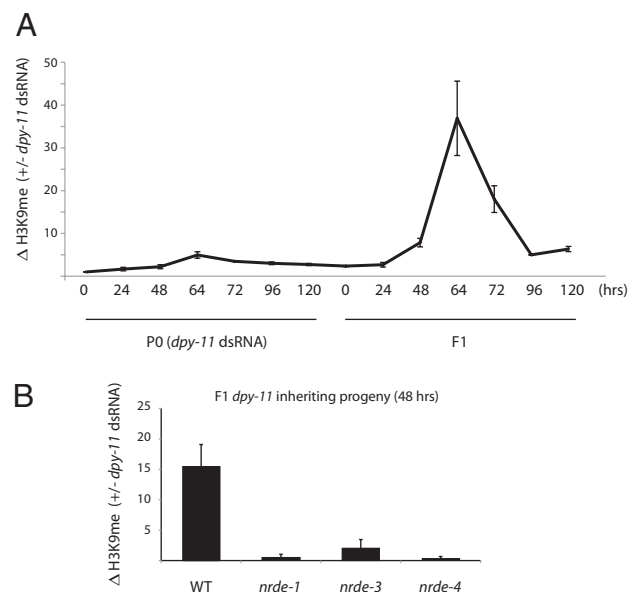 A
Δ H3K9me (+/- dpy-11 dsRNA)
50
40
30
20
10
0 24 48 64 72 96 120 0 24 48 64 72 96 120 (hrs)
P0 (dpy-11 dsRNA) F1
B
F1 dpy-11 inheriting progeny (48 hrs)
Δ H3K9me (+/- dpy-11 dsRNA)
25
20
15
10
5
WT nrde-1 nrde-3 nrde-4